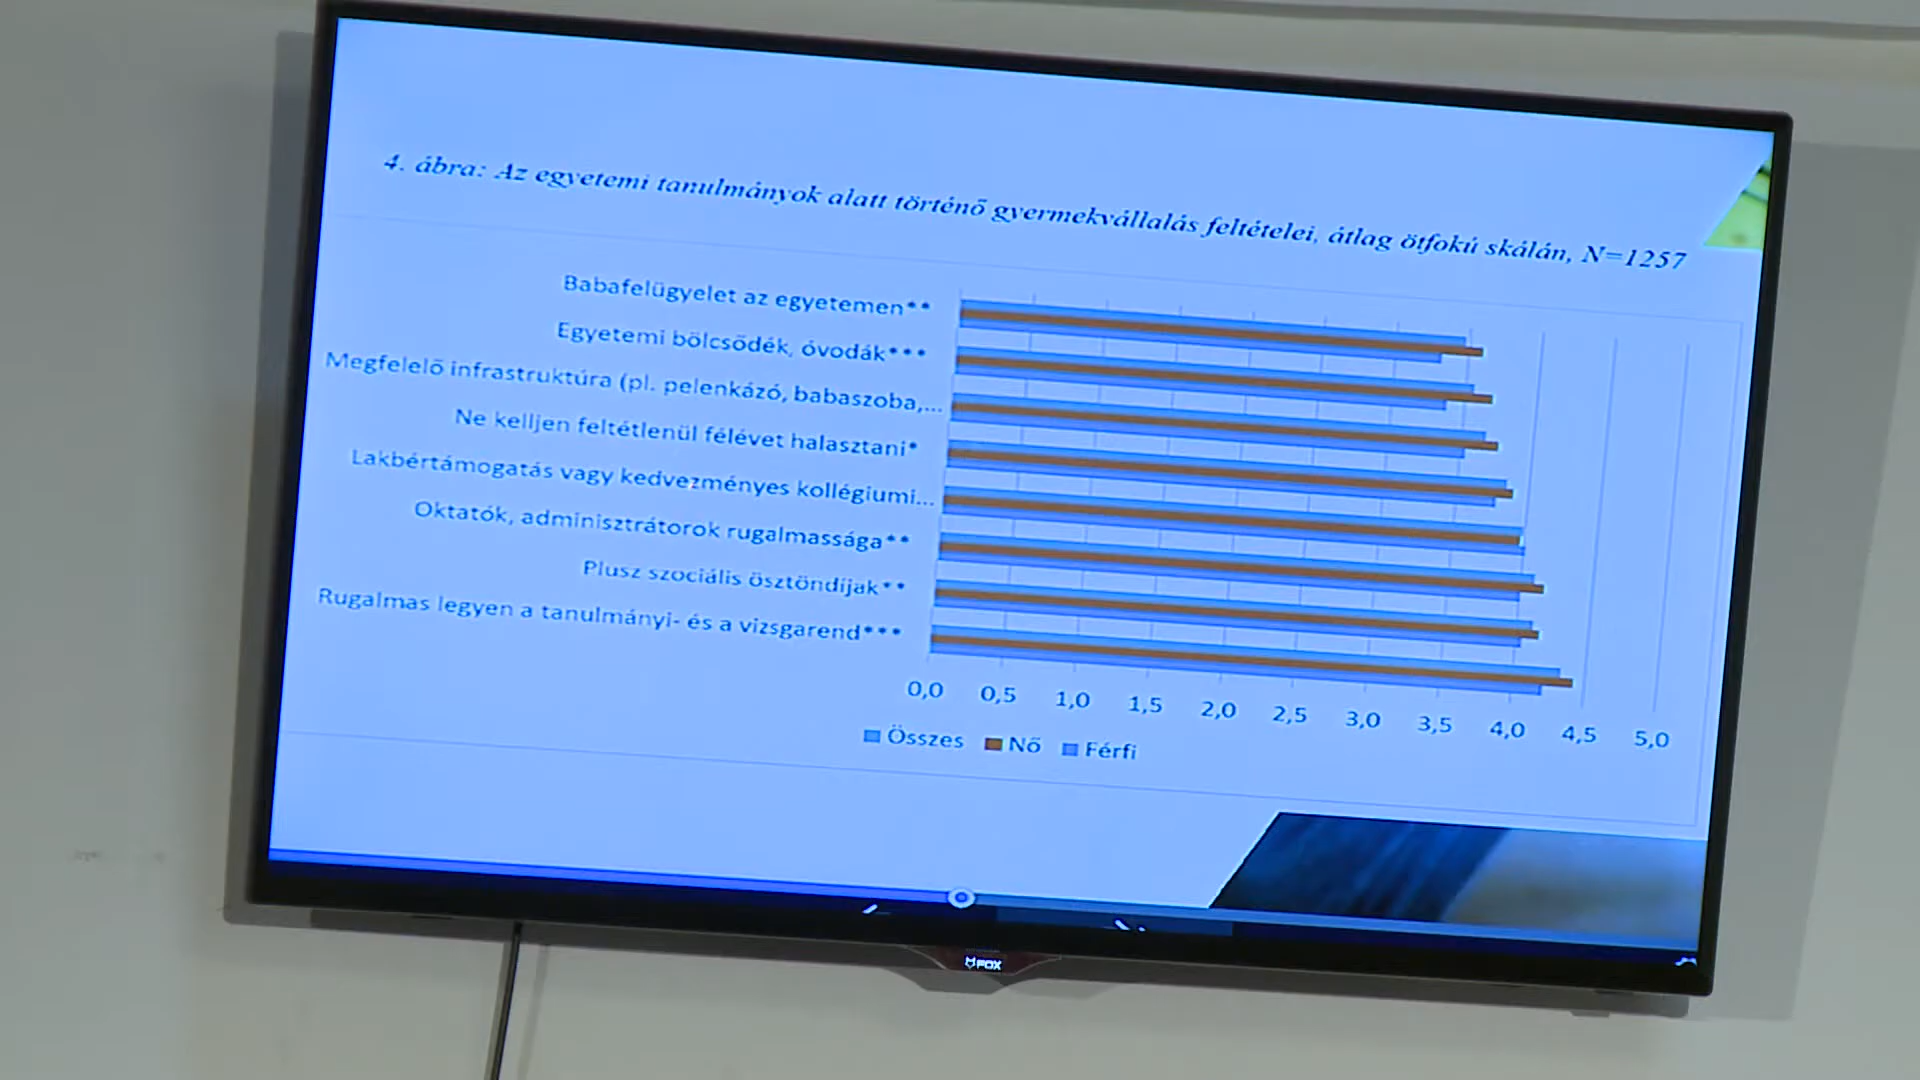 4. ábra: Az egyetemi tanulmányok alatt történő gyermekvállalás feltételei, átlag ötfokú skálán, N=1257
Babafelügyelet az egyetemen**
Egyetemi bölcsődék, óvodák***
Megfelelő infrastruktúra (pl. pelenkázó, babaszoba,...
Ne kelljen feltétlenül félévet halasztani*
Lakbértámogatás vagy kedvezményes kollégiumi...
Oktatók, adminisztrátorok rugalmassága**
Plusz szociális ösztöndíjak**
Rugalmas legyen a tanulmányi- és a vizsgarend***
0,0 0,5 1,0 1,5 2,0 2,5 3,0 3,5 4,0 4,5 5,0
Összes Nő Férfi
FOX